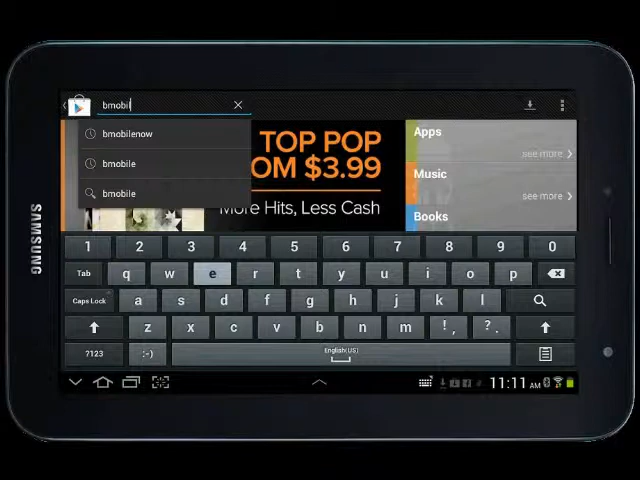 SAMSUNG
bmobil
bmobilenow
bmobile
bmobile
TOP POP
OM $3.99
More Hits, Less Cash
Apps
see more
Music
see more
Books
1 2 3 4 5 6 7 8 9 0
Tab q w e r t y u i o p
Caps Lock a s d f g h j k l
z x c v b n m ! , ? .
7123 :-) English(US)
11:11 AM